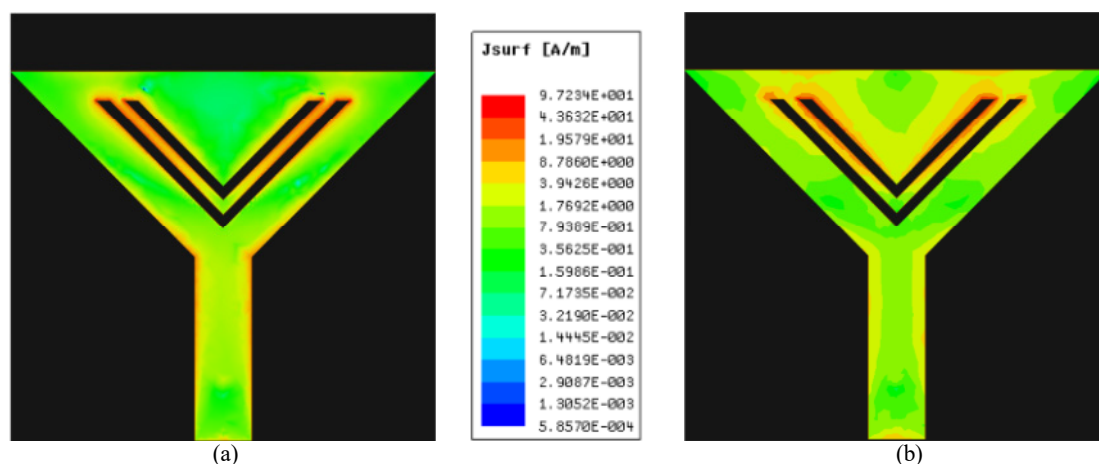 Jsurf [A/m]
9.7234E+001
4.3632E+001
1.9579E+001
8.7860E+000
3.9426E+000
1.7692E+000
7.9389E-001
3.5625E-001
1.5986E-001
7.1735E-002
3.2190E-002
1.4445E-002
6.4819E-003
2.9087E-003
1.3052E-003
5.8570E-004
(a)
(b)